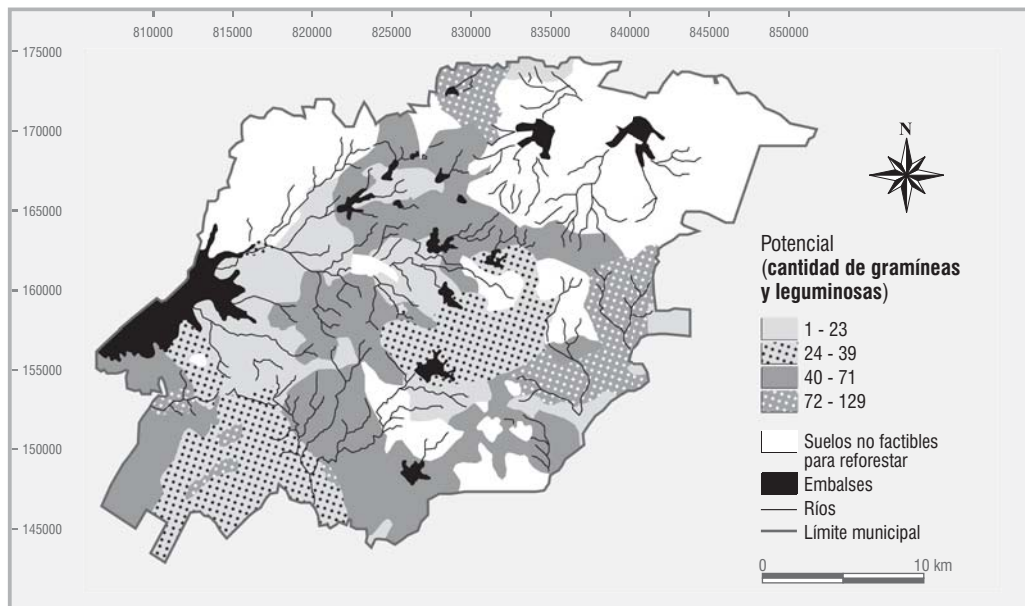 810000 815000 820000 825000 830000 835000 840000 845000 850000
175000
170000
165000
160000
155000
150000
145000
N
Potencial
(cantidad de gramíneas
y leguminosas)
1 - 23
24 - 39
40 - 71
72 - 129
Suelos no factibles
para reforestar
Embalses
Ríos
Límite municipal
0 10 km